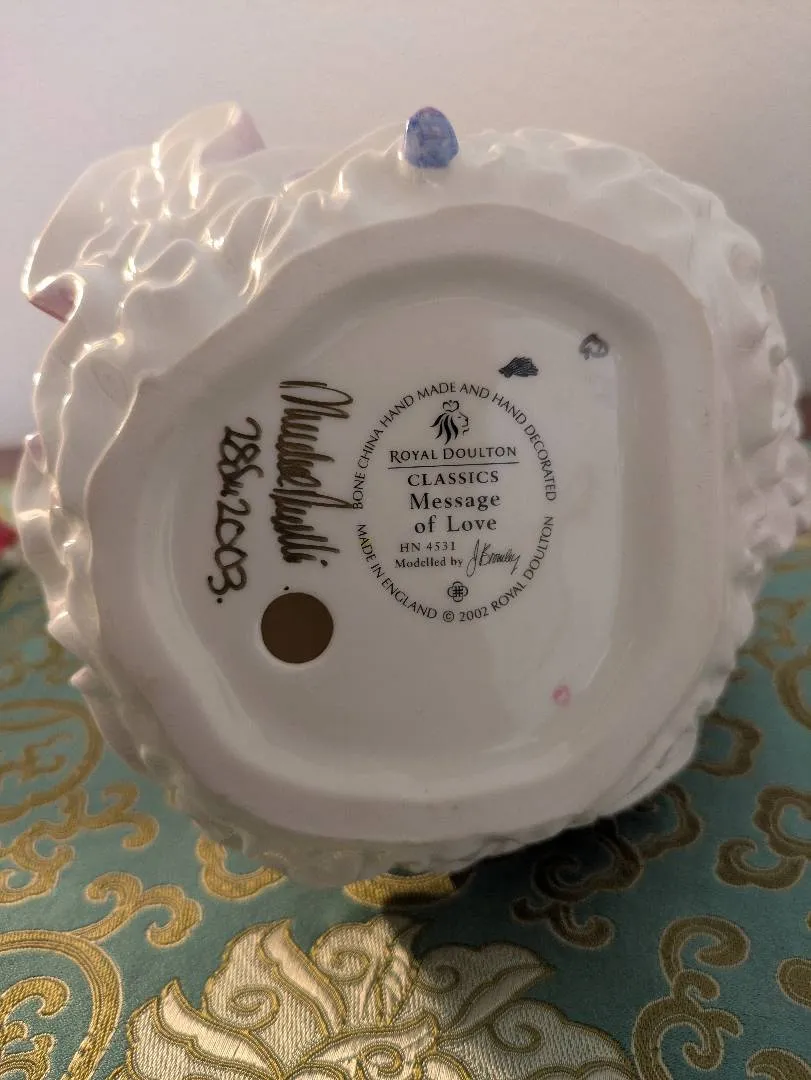 BONE CHINA HAND MADE AND HAND DECORATED
ROYAL DOULTON
CLASSICS
Message
of Love
HN 4531
Modelled by J Bromley
MADE IN ENGLAND © 2002 ROYAL DOULTON
2003